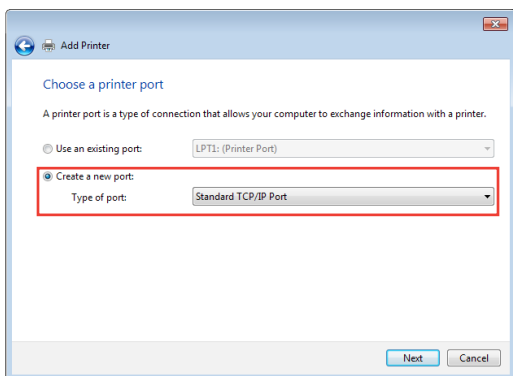 Add Printer
Choose a printer port
A printer port is a type of connection that allows your computer to exchange information with a printer.
Use an existing port: LPT1: (Printer Port)
Create a new port:
Type of port: Standard TCP/IP Port
Next Cancel